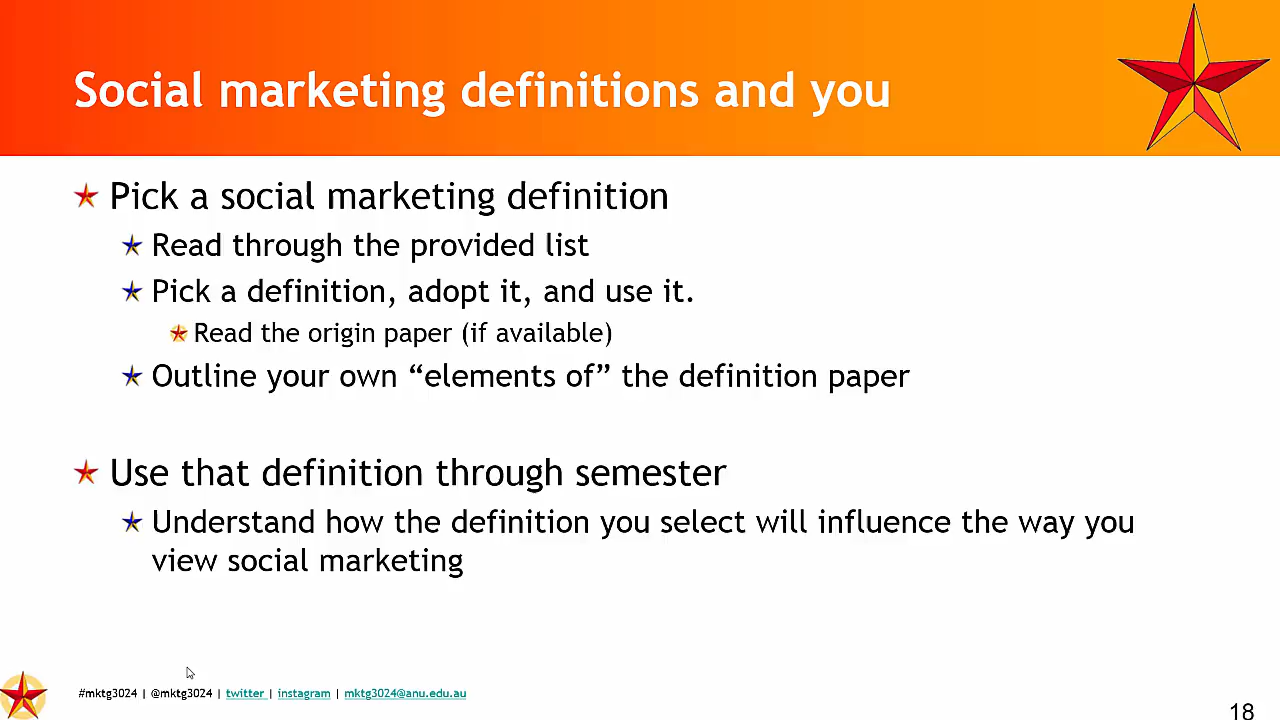 Social marketing definitions and you
Pick a social marketing definition
Read through the provided list
Pick a definition, adopt it, and use it.
Read the origin paper (if available)
Outline your own “elements of” the definition paper
Use that definition through semester
Understand how the definition you select will influence the way you
view social marketing
#mktg3024 | @mktg3024 | twitter | instagram | mktg3024@anu.edu.au
18